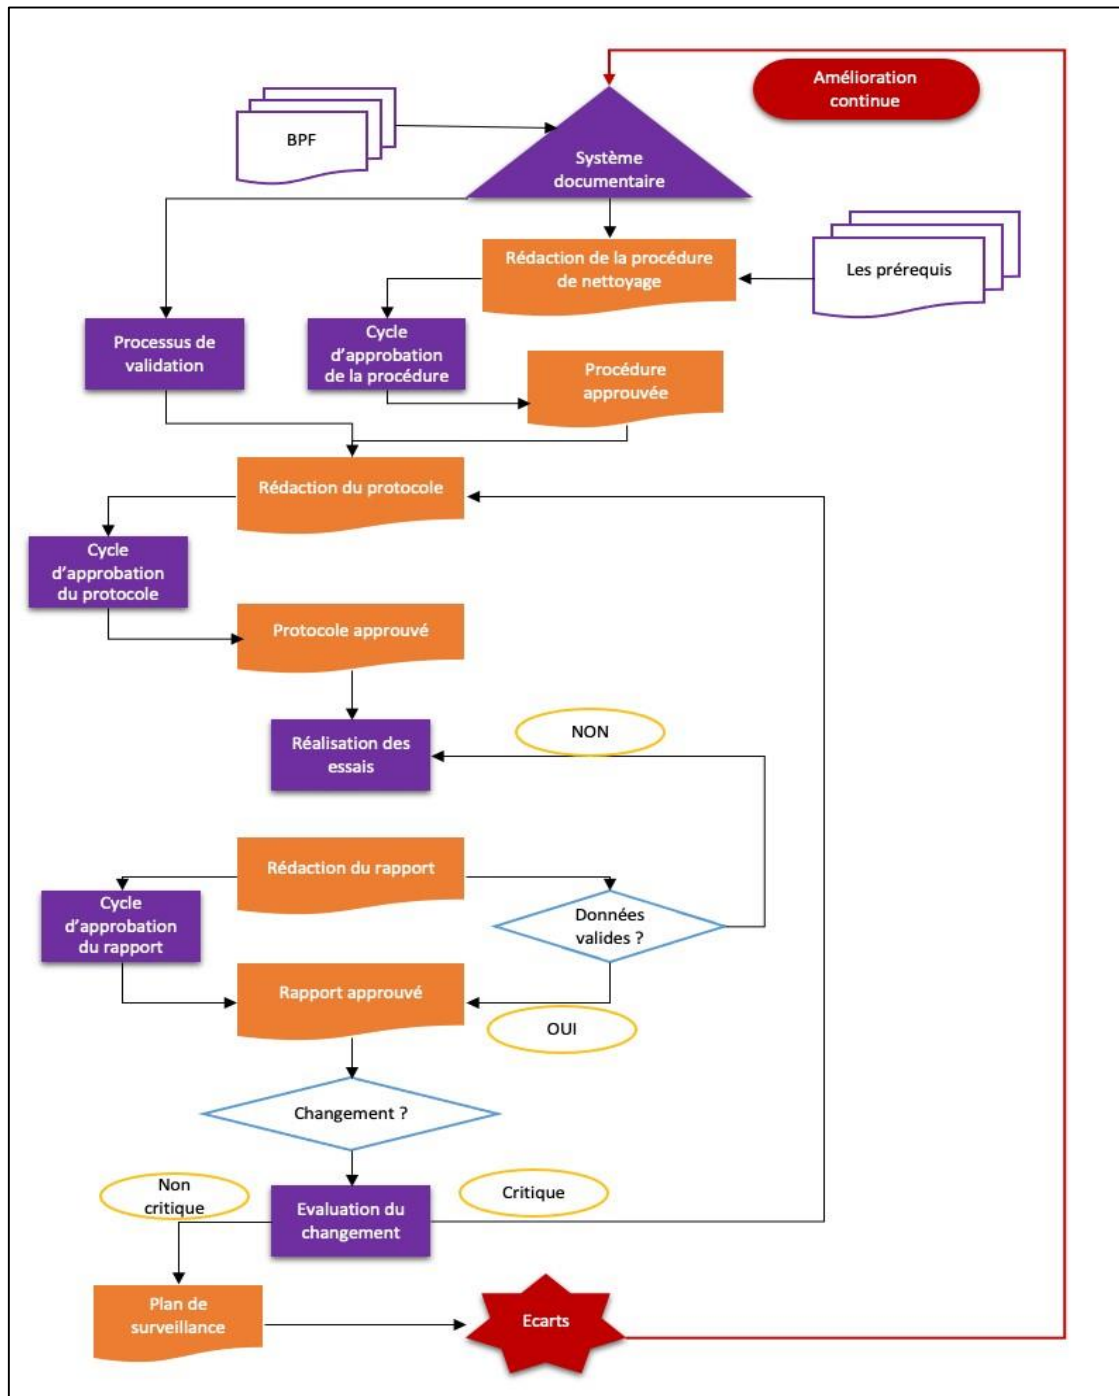 Amélioration
continue
BPF
Système
documentaire
Rédaction de la procédure
de nettoyage
Les prérequis
Processus de
validation
Cycle
d’approbation
de la procédure
Procédure
approuvée
Rédaction du protocole
Cycle
d’approbation
du protocole
Protocole approuvé
NON
Réalisation des
essais
Rédaction du rapport
Cycle
d’approbation
du rapport
Données
valides ?
Rapport approuvé
OUI
Changement ?
Non
critique
Critique
Evaluation du
changement
Plan de
surveillance
Ecarts